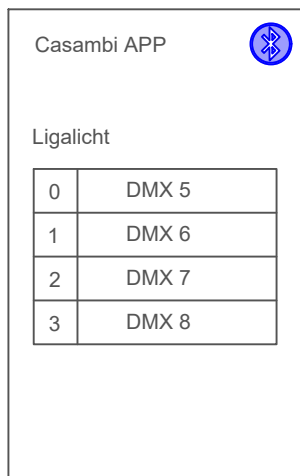 Casambi APP
Ligalicht
0 DMX 5
1 DMX 6
2 DMX 7
3 DMX 8